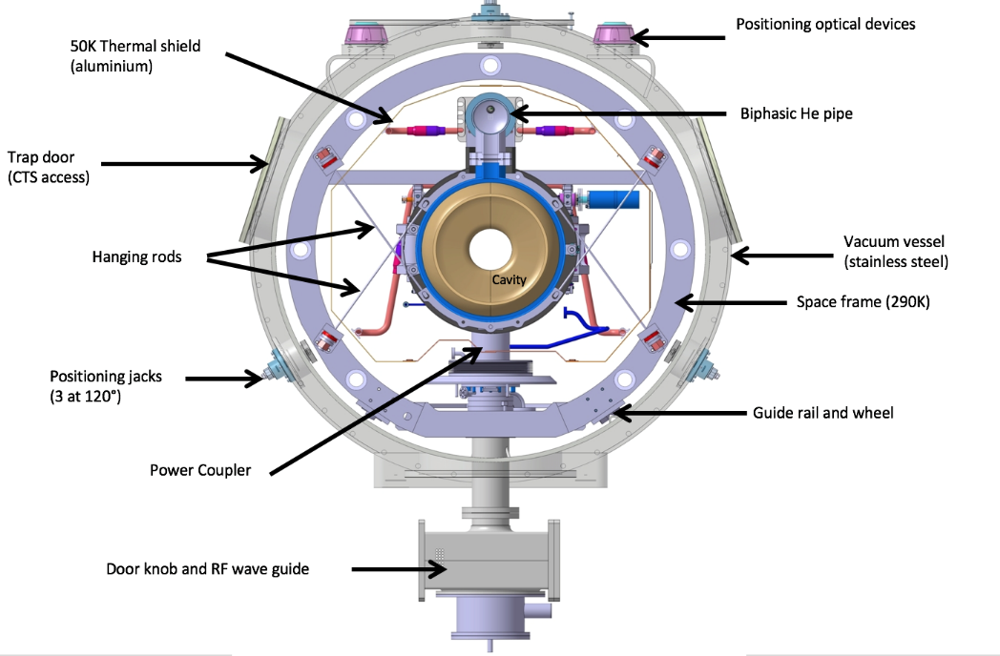 Positioning optical devices
50K Thermal shield
(aluminium)
Biphasic He pipe
Trap door
(CTS access)
Hanging rods
Vacuum vessel
(stainless steel)
Cavity
Space frame (290K)
Positioning jacks
(3 at 120°)
Guide rail and wheel
Power Coupler
Door knob and RF wave guide